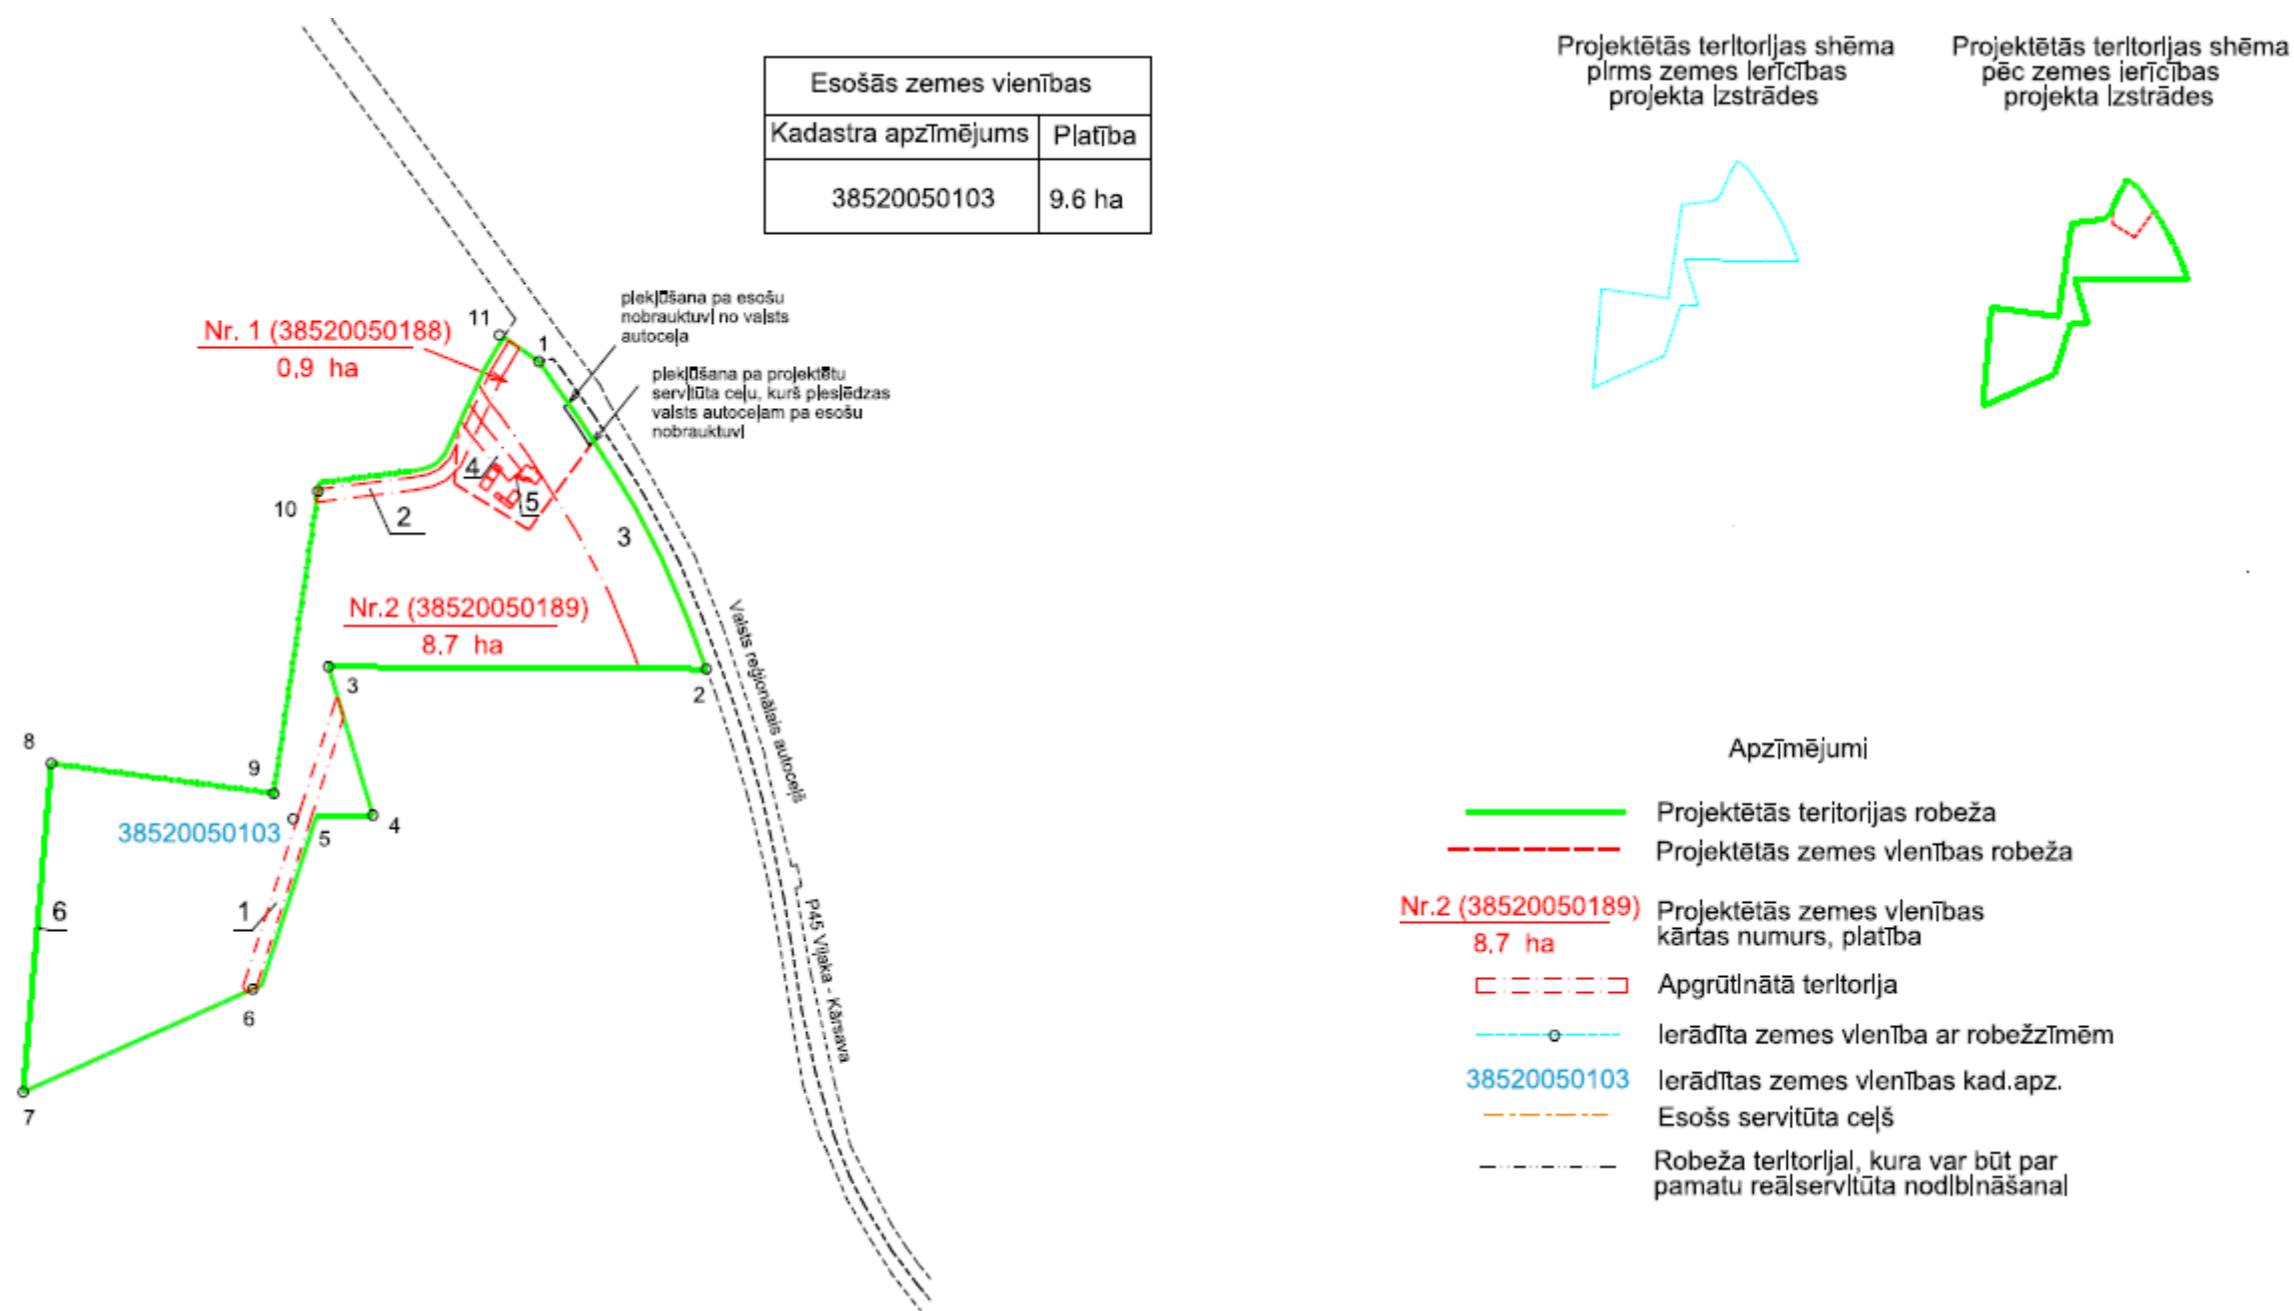 Esošās zemes vienības
Kadastra apzīmējums Platība
38520050103 9.6 ha
Projektētās teritorijas shēma
pirms zemes ierīcības
projekta izstrādes
Projektētās teritorijas shēma
pēc zemes ierīcības
projekta izstrādes
piekļūšana pa esošu
nobrauktuvi no valsts
autoceļa
piekļūšana pa projektētu
servitūta ceļu, kurš pieslēdzas
valsts autoceļam pa esošu
nobrauktuvi
11
1
Nr. 1 (38520050188)
0,9 ha
4
5
10
2
3
Nr.2 (38520050189)
8,7 ha
3
2
Valsts reģionālais autoceļš
P45 Viļaka - Kārsava
8
9
38520050103
5
4
6
1
6
7
Apzīmējumi
Projektētās teritorijas robeža
Projektētās zemes vienības robeža
Nr.2 (38520050189) Projektētās zemes vienības
8,7 ha kārtas numurs, platība
Apgrūtinātā teritorija
Ierādīta zemes vienība ar robežzīmēm
38520050103 Ierādītas zemes vienības kad.apz.
Esošs servitūta ceļš
Robeža teritorijai, kura var būt par
pamatu reālservitūta nodibināšanai